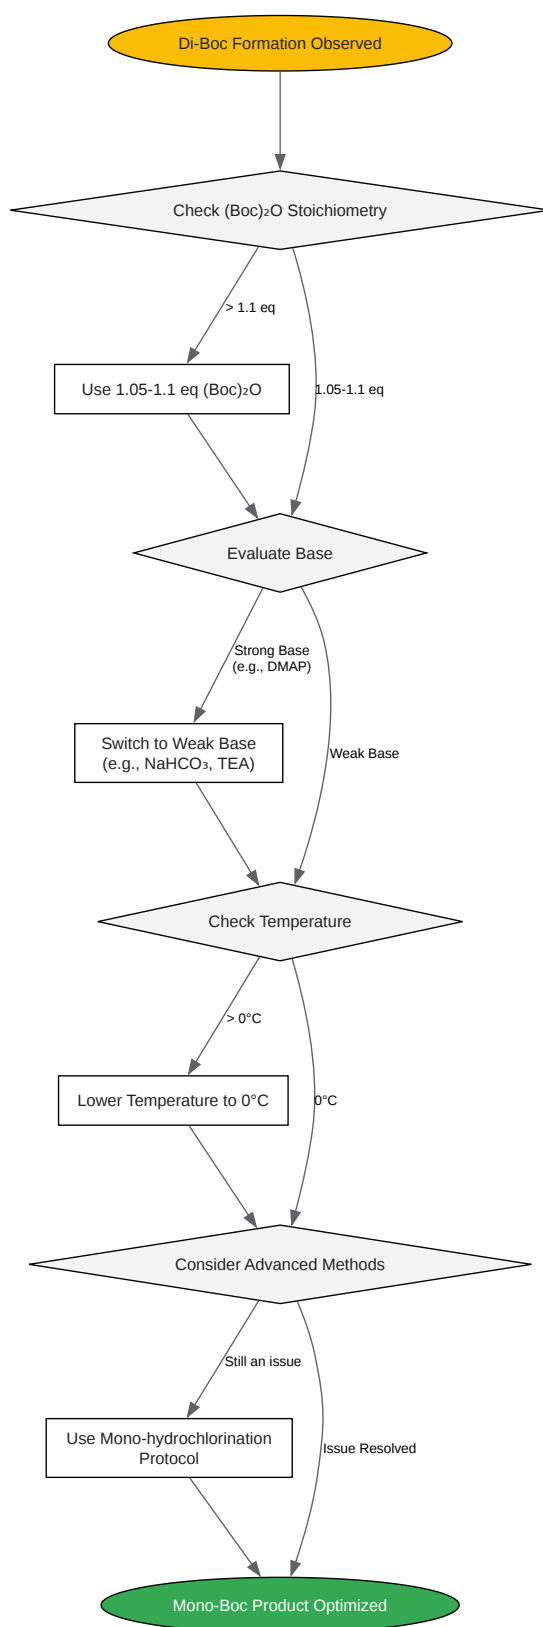 Di-Boc Formation Observed
Check (Boc)₂O Stoichiometry
> 1.1 eq
Use 1.05-1.1 eq (Boc)₂O
1.05-1.1 eq
Evaluate Base
Strong Base
(e.g., DMAP)
Switch to Weak Base
(e.g., NaHCO₃, TEA)
Weak Base
Check Temperature
> 0°C
Lower Temperature to 0°C
0°C
Consider Advanced Methods
Still an issue
Use Mono-hydrochlorination
Protocol
Issue Resolved
Mono-Boc Product Optimized